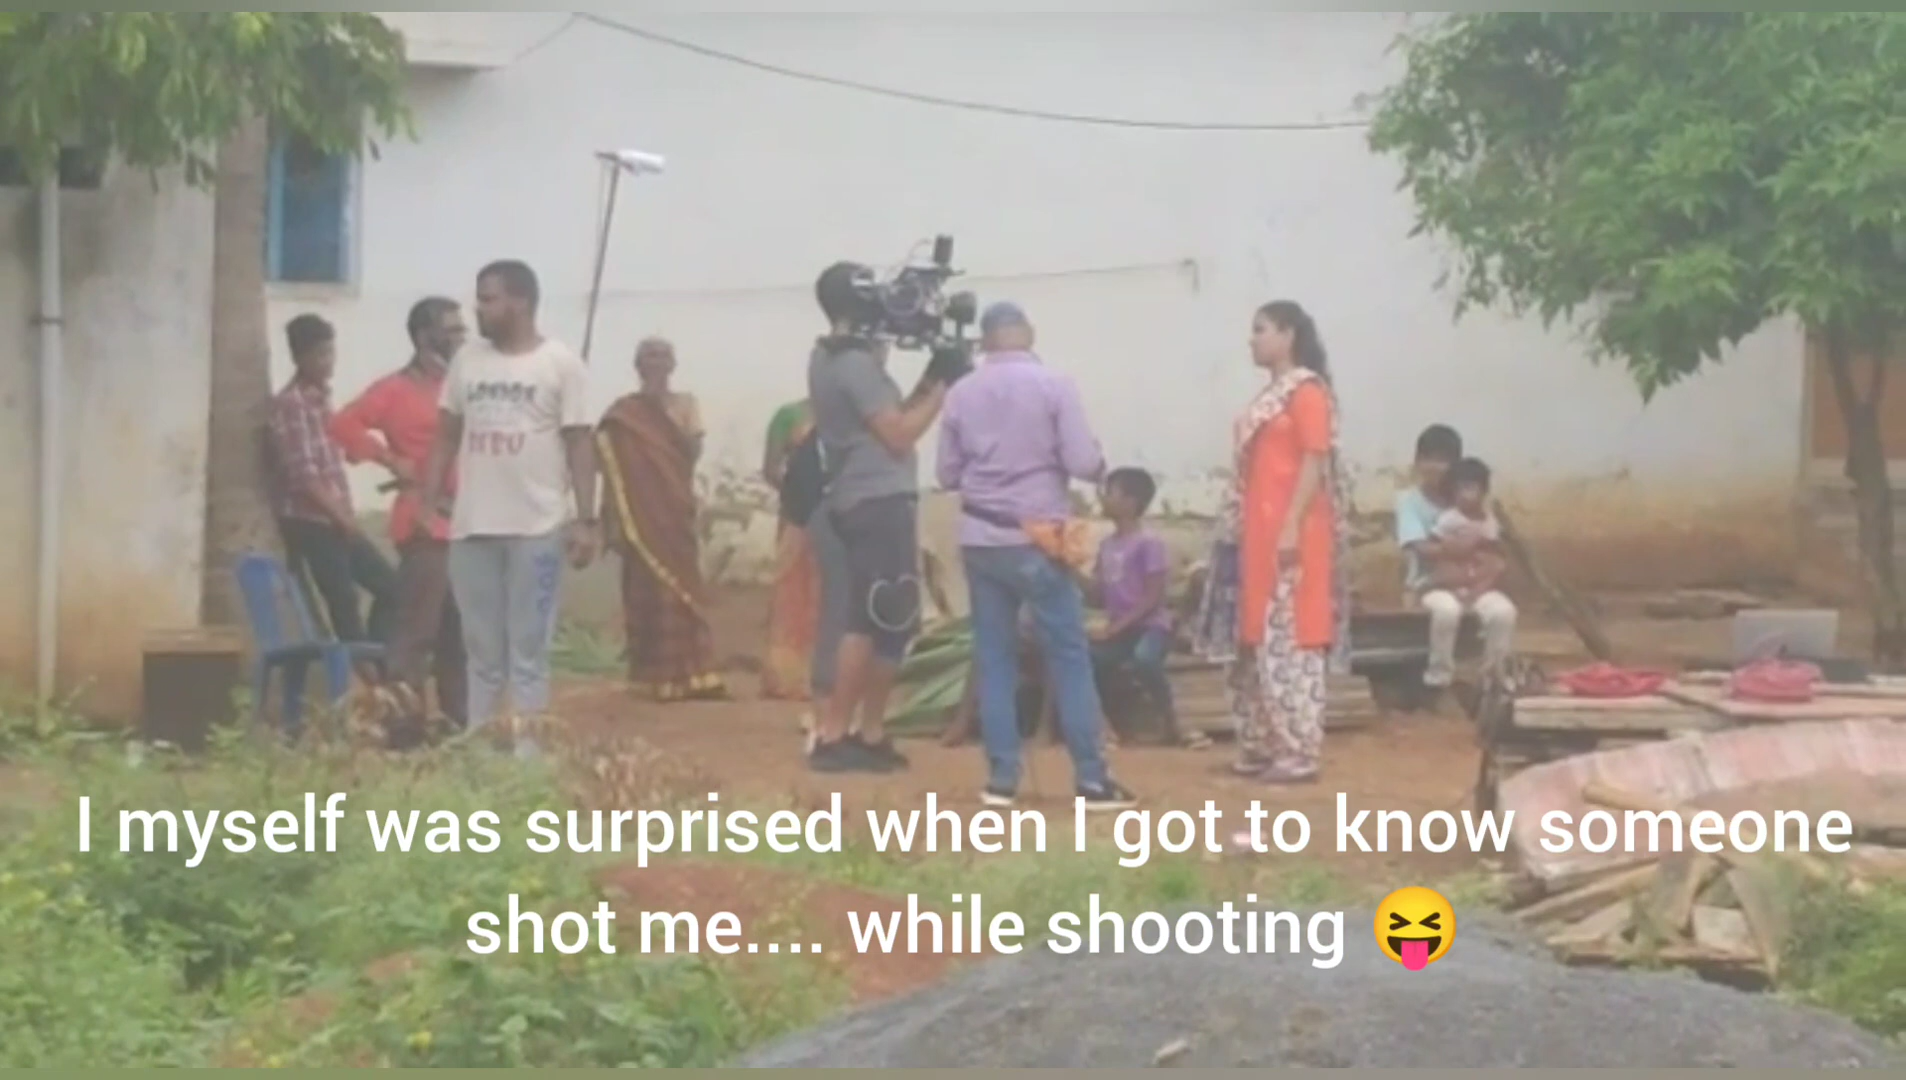 I myself was surprised when I got to know someone
shot me.... while shooting 😝